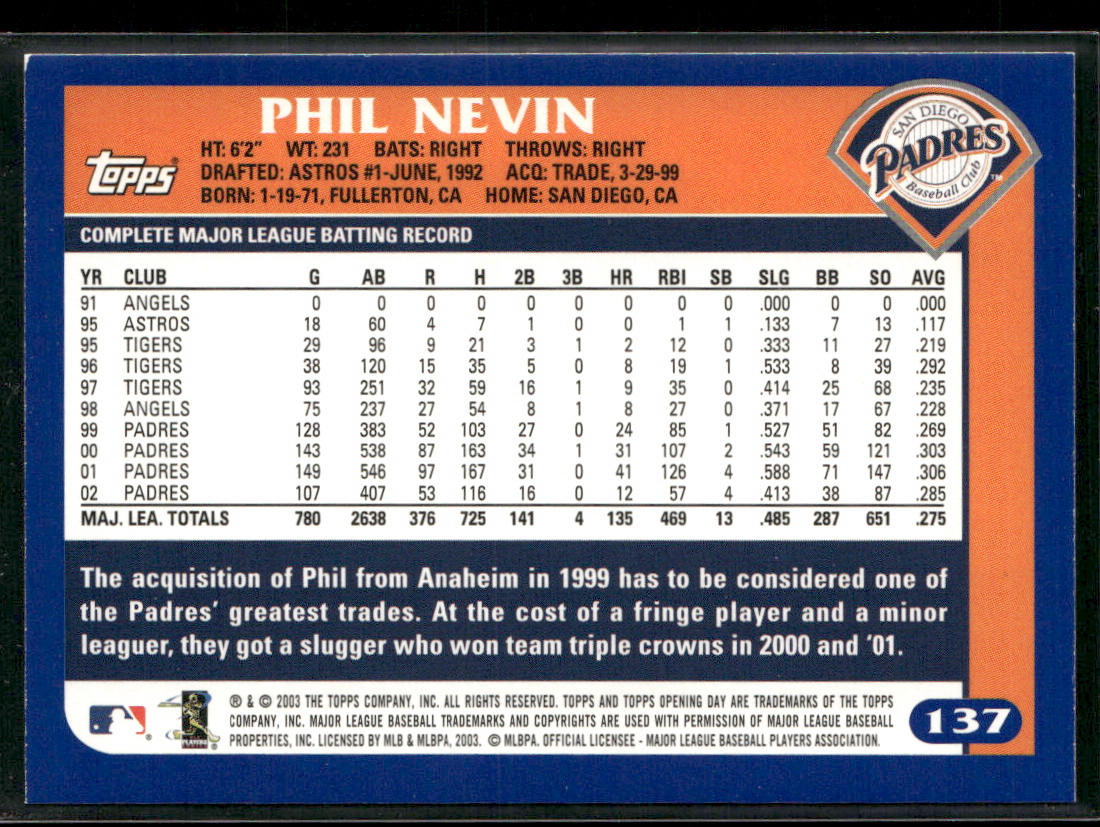 PHIL NEVIN
topps®
HT: 6'2" WT: 231 BATS: RIGHT THROWS: RIGHT
DRAFTED: ASTROS #1-JUNE, 1992 ACQ: TRADE, 3-29-99
BORN: 1-19-71, FULLERTON, CA HOME: SAN DIEGO, CA
SAN DIEGO
PADRES
Baseball Club
TM
COMPLETE MAJOR LEAGUE BATTING RECORD
YR CLUB G AB R H 2B 3B HR RBI SB SLG BB SO AVG
91 ANGELS 0 0 0 0 0 0 0 0 0 .000 0 0 .000
95 ASTROS 18 60 4 7 1 0 0 1 1 .133 7 13 .117
95 TIGERS 29 96 9 21 3 1 2 12 0 .333 11 27 .219
96 TIGERS 38 120 15 35 5 0 8 19 1 .533 8 39 .292
97 TIGERS 93 251 32 59 16 1 9 35 0 .414 25 68 .235
98 ANGELS 75 237 27 54 8 1 8 27 0 .371 17 67 .228
99 PADRES 128 383 52 103 27 0 24 85 1 .527 51 82 .269
00 PADRES 143 538 87 163 34 1 31 107 2 .543 59 121 .303
01 PADRES 149 546 97 167 31 0 41 126 4 .588 71 147 .306
02 PADRES 107 407 53 116 16 0 12 57 4 .413 38 87 .285
MAJ. LEA. TOTALS 780 2638 376 725 141 4 135 469 13 .485 287 651 .275
The acquisition of Phil from Anaheim in 1999 has to be considered one of
the Padres' greatest trades. At the cost of a fringe player and a minor
leaguer, they got a slugger who won team triple crowns in 2000 and '01.
® & © 2003 THE TOPPS COMPANY, INC. ALL RIGHTS RESERVED. TOPPS AND TOPPS OPENING DAY ARE TRADEMARKS OF THE TOPPS
COMPANY, INC. MAJOR LEAGUE BASEBALL TRADEMARKS AND COPYRIGHTS ARE USED WITH PERMISSION OF MAJOR LEAGUE BASEBALL
PROPERTIES, INC. LICENSED BY MLB & MLBPA, 2003. © MLBPA. OFFICIAL LICENSEE - MAJOR LEAGUE BASEBALL PLAYERS ASSOCIATION.
137